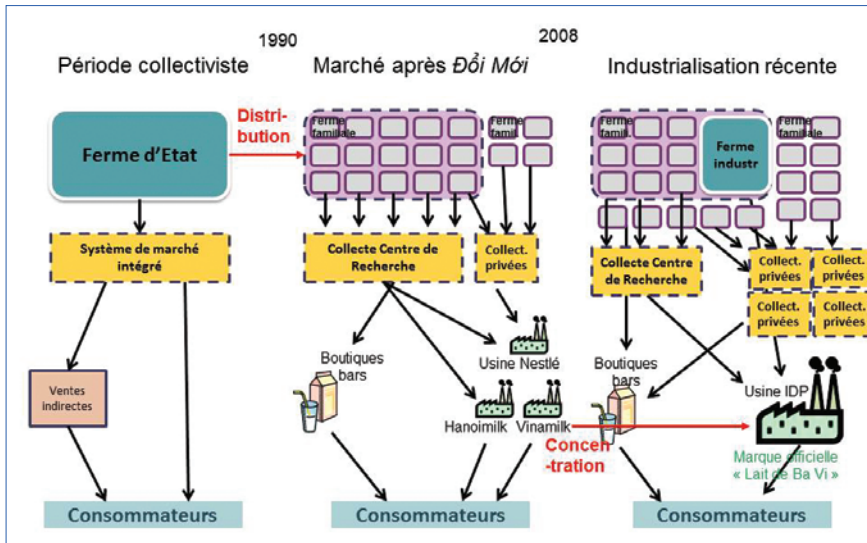 1990
2008
Période collectiviste
Marché après Đổi Mới
Industrialisation récente
Distri-
bution
Ferme d'Etat
Ferme
familiale
Ferme
famil.
Ferme
famil.
Ferme
industr
Ferme
familiale
Système de marché
intégré
Collecte Centre de
Recherche
Collect.
privées
Collecte Centre
de Recherche
Collect.
privées
Collect.
privées
Collect.
privées
Collect.
privées
Ventes
indirectes
Boutiques
bars
Usine Nestlé
Hanoimilk
Vinamilk
Concen
-tration
Boutiques
bars
Usine IDP
Marque officielle
« Lait de Ba Vi »
Consommateurs
Consommateurs
Consommateurs